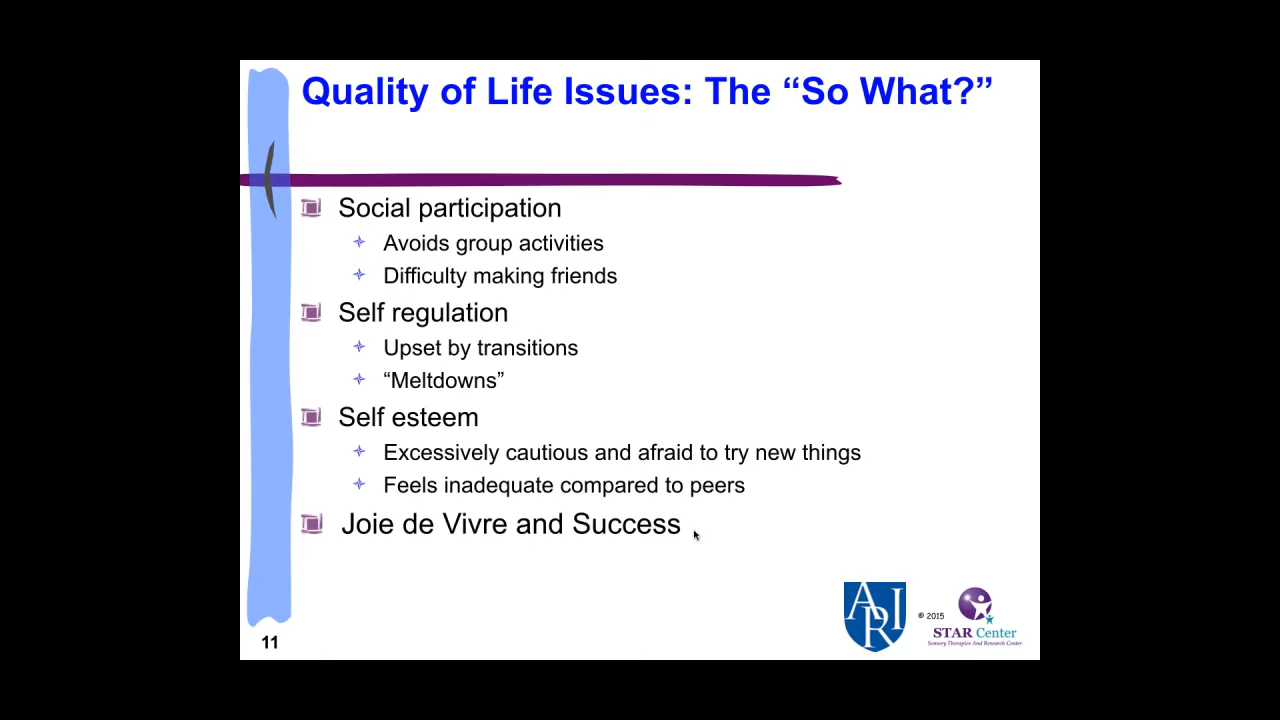 Quality of Life Issues: The “So What?”
Social participation
Avoids group activities
Difficulty making friends
Self regulation
Upset by transitions
“Meltdowns”
Self esteem
Excessively cautious and afraid to try new things
Feels inadequate compared to peers
Joie de Vivre and Success
ARI
© 2015
STAR Center
Sensory Therapies And Research Center
11